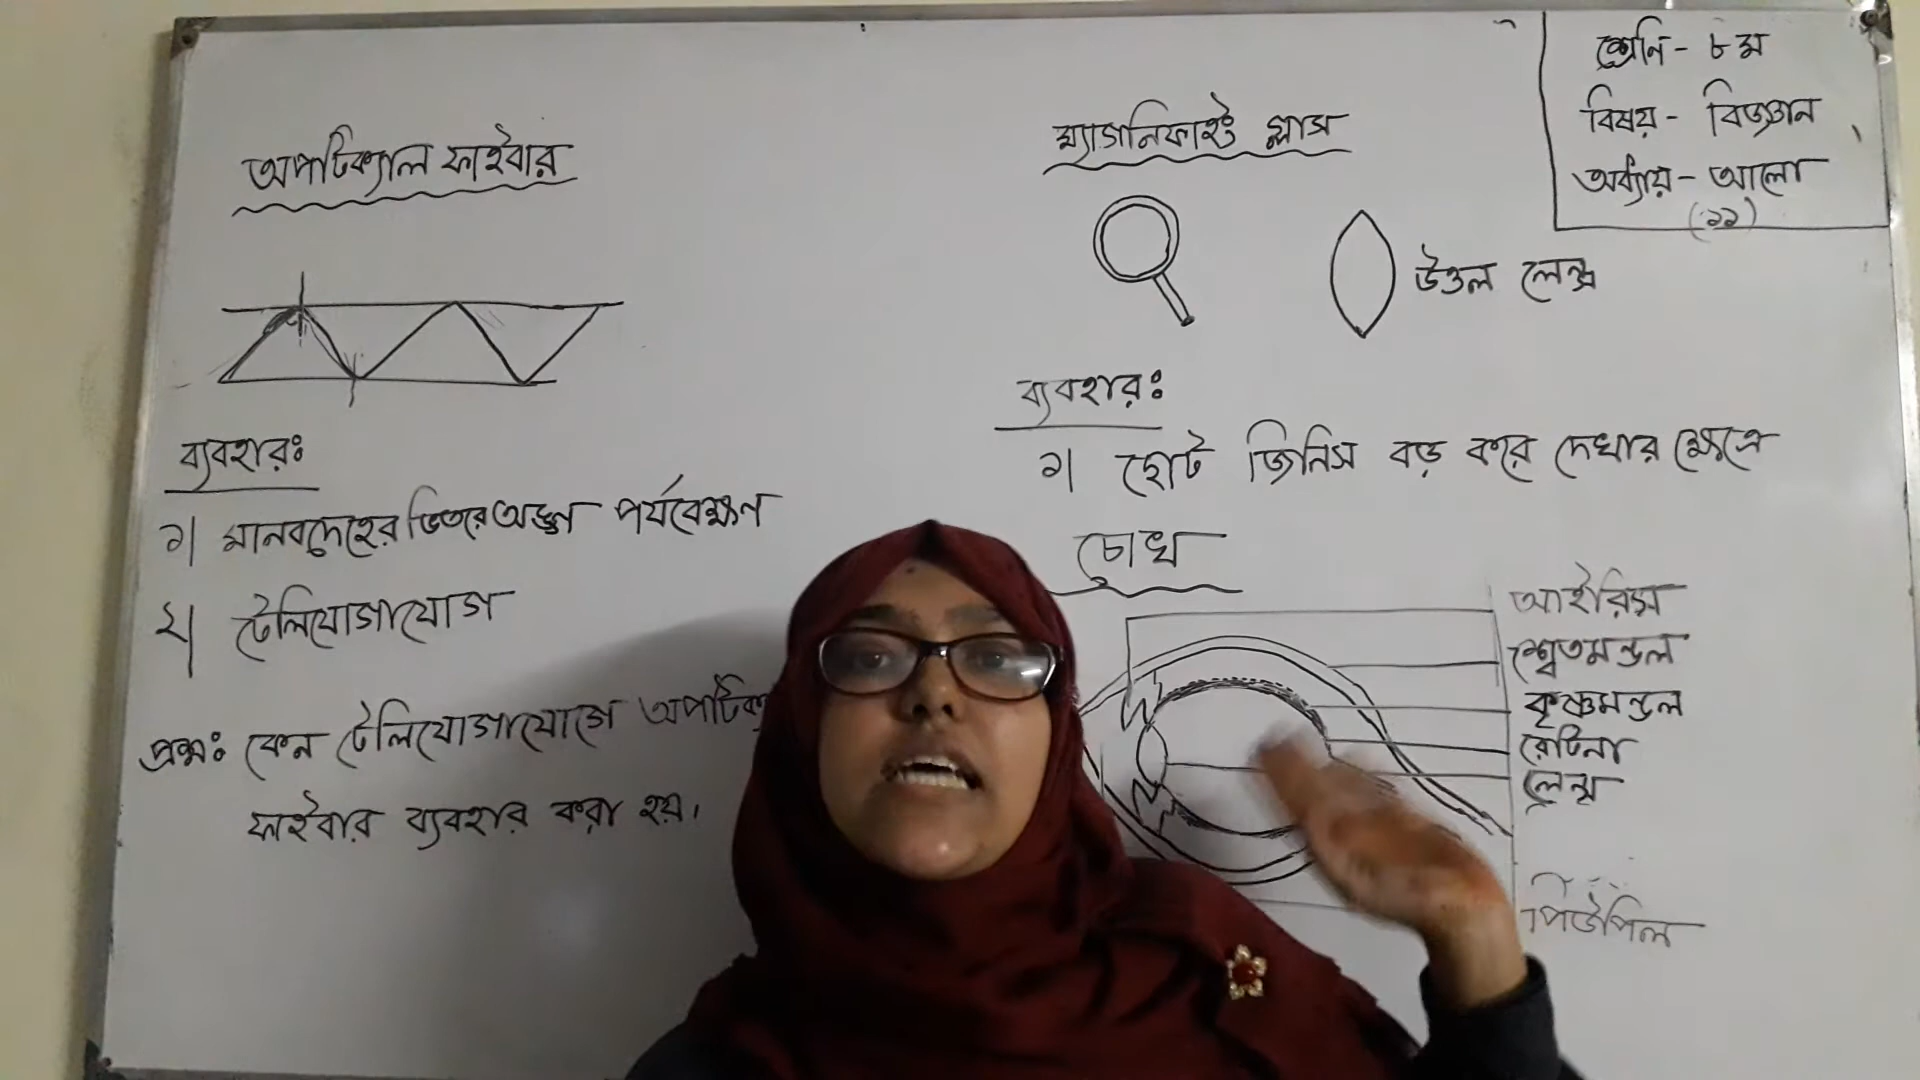 শ্রেনি - ৮ম
বিষয় - বিজ্ঞান
অধ্যায় - আলো
(১১)
অপটিক্যাল ফাইবার
ব্যবহারঃ
১| মানবদেহের ভিতরে অঙ্গ পর্যবেক্ষণ
২| টেলিযোগাযোগ
প্রশ্নঃ কেন টেলিযোগাযোগে অপটিক্যা
ফাইবার ব্যবহার করা হয়।
ম্যাগনিফাইং গ্লাস
উত্তল লেন্স
ব্যবহারঃ
১| ছোট জিনিস বড় করে দেখার ক্ষেত্রে
চোখ
আইরিস
শ্বেতমন্ডল
কৃষ্ণমন্ডল
রেটিনা
লেন্স
পিউপিল